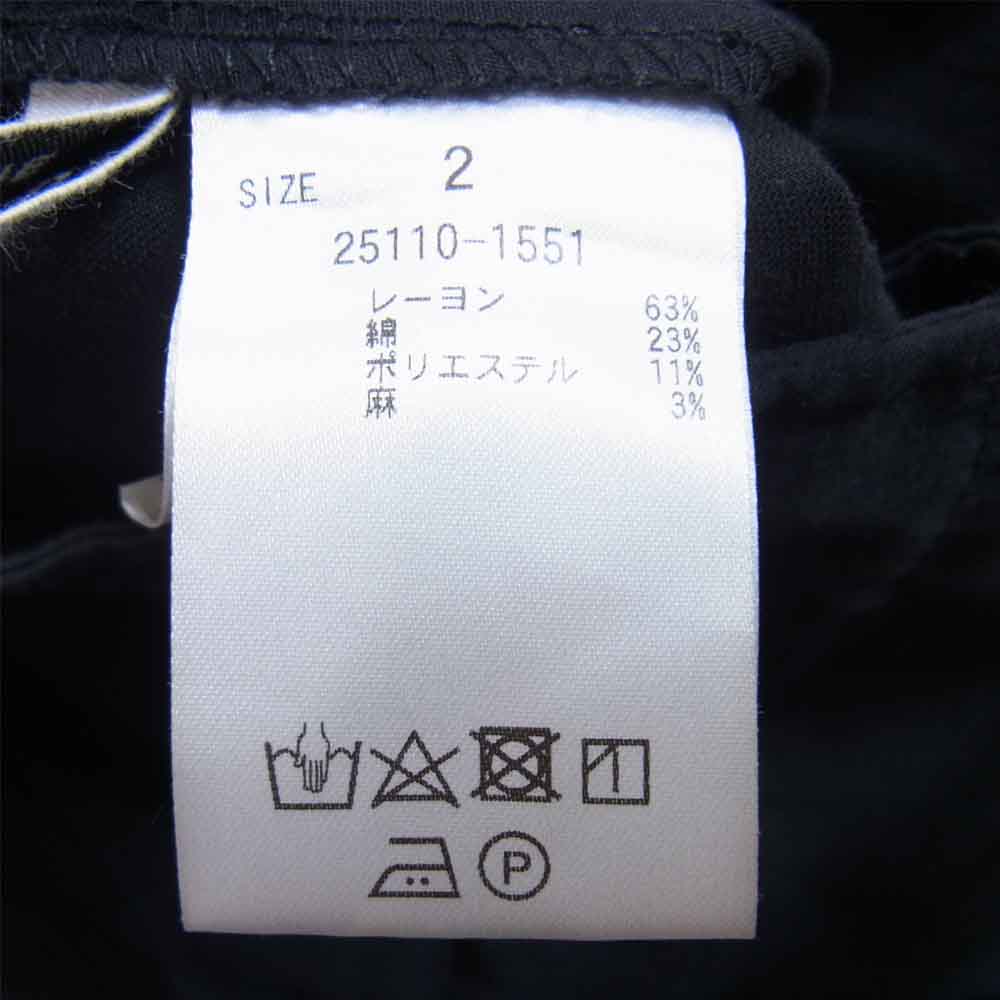 SIZE 2
25110-1551
レーヨン 63%
綿 23%
ポリエステル 11%
麻 3%
P